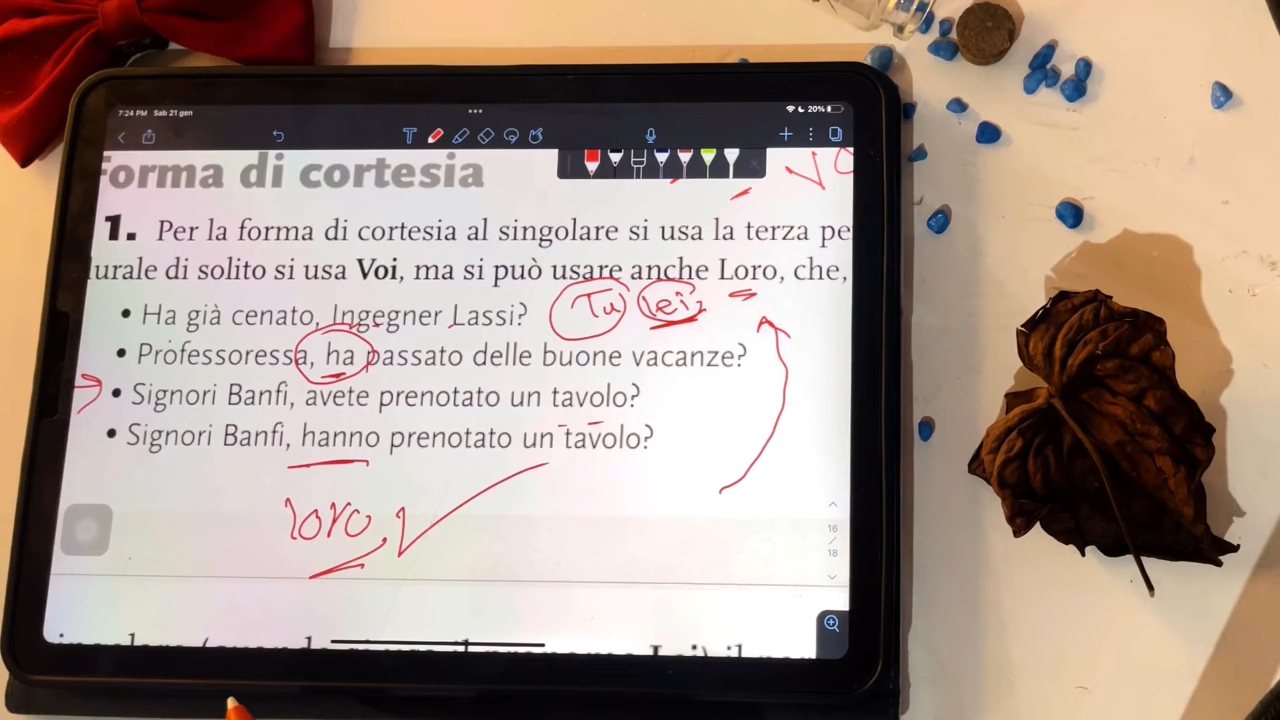 7:24 PM Sab 21 gen
20%
Forma di cortesia
1. Per la forma di cortesia al singolare si usa la terza pe
lurale di solito si usa Voi, ma si può usare anche Loro, che,
• Ha già cenato, Ingegner Lassi? Tu Lei
• Professoressa, ha passato delle buone vacanze?
• Signori Banfi, avete prenotato un tavolo?
• Signori Banfi, hanno prenotato un tavolo?
loro
16
/
18